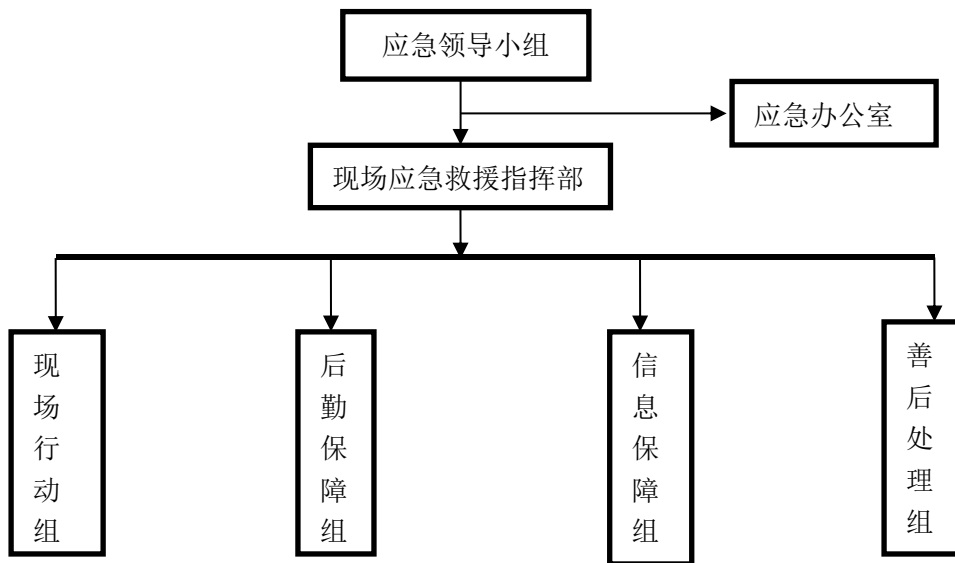 应急领导小组
应急办公室
现场应急救援指挥部
现场行动组
后勤保障组
信息保障组
善后处理组